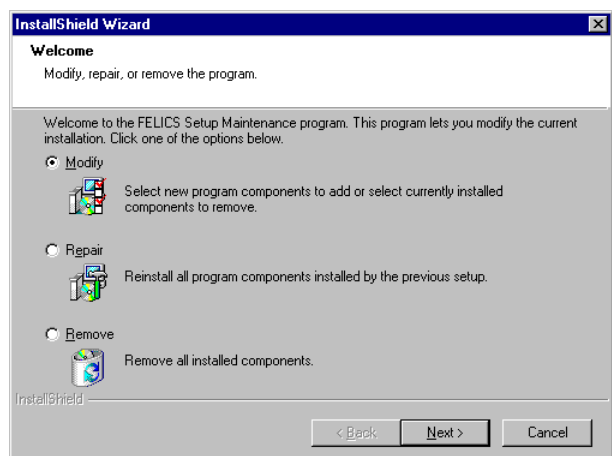 InstallShield Wizard
Welcome
Modify, repair, or remove the program.
Welcome to the FELICS Setup Maintenance program. This program lets you modify the current
installation. Click one of the options below.
Modify
Select new program components to add or select currently installed
components to remove.
Repair
Reinstall all program components installed by the previous setup.
Remove
Remove all installed components.
InstallShield
< Back Next > Cancel